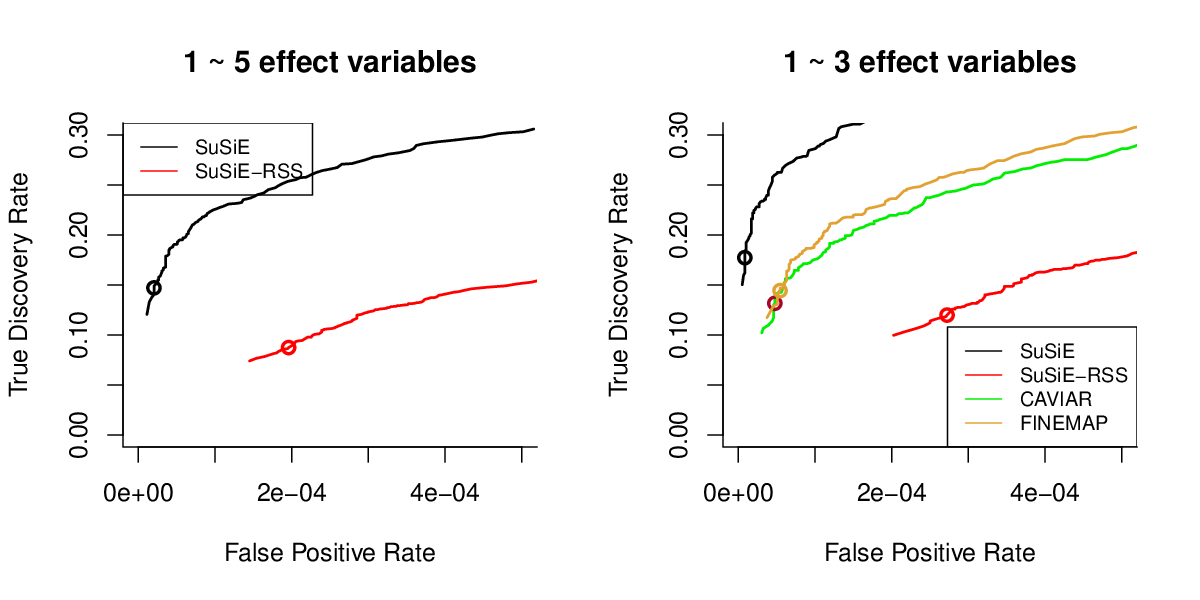 1 ~ 5 effect variables
True Discovery Rate
0.00 0.10 0.20 0.30
SuSiE
SuSiE−RSS
0e+00 2e−04 4e−04
False Positive Rate
1 ~ 3 effect variables
True Discovery Rate
0.00 0.10 0.20 0.30
SuSiE
SuSiE−RSS
CAVIAR
FINEMAP
0e+00 2e−04 4e−04
False Positive Rate